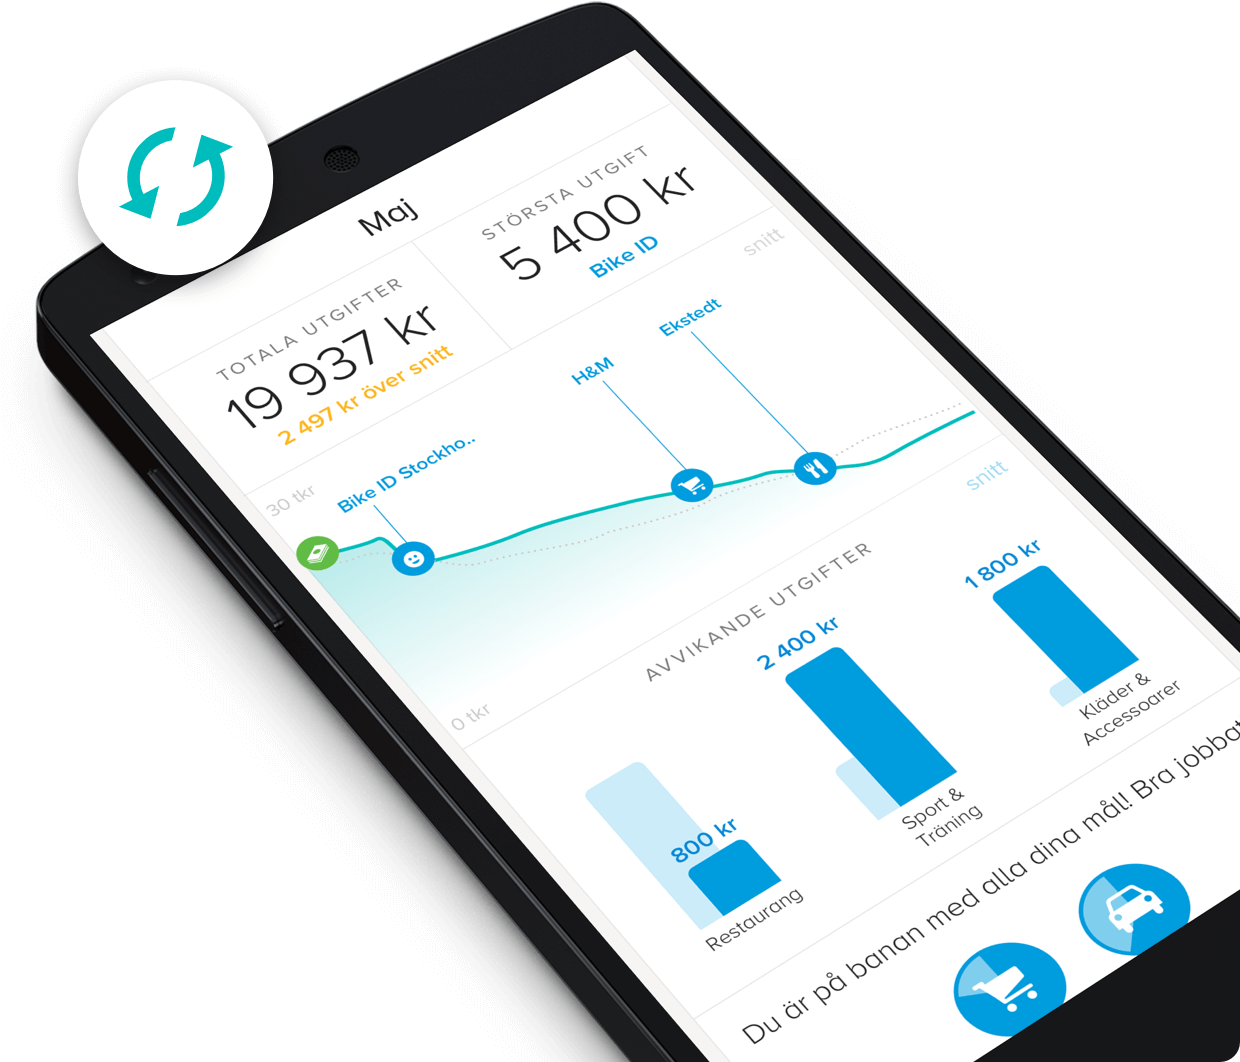 Maj
TOTALA UTGIFTER
19 937 kr
2 497 kr över snitt
STÖRSTA UTGIFT
5 400 kr
Bike ID
snitt
30 tkr
Bike ID Stockho..
H&M
Ekstedt
0 tkr
AVVIKANDE UTGIFTER
snitt
800 kr
Restaurang
2 400 kr
Sport &
Träning
1 800 kr
Kläder &
Accessoarer
Du är på banan med alla dina mål! Bra jobbat